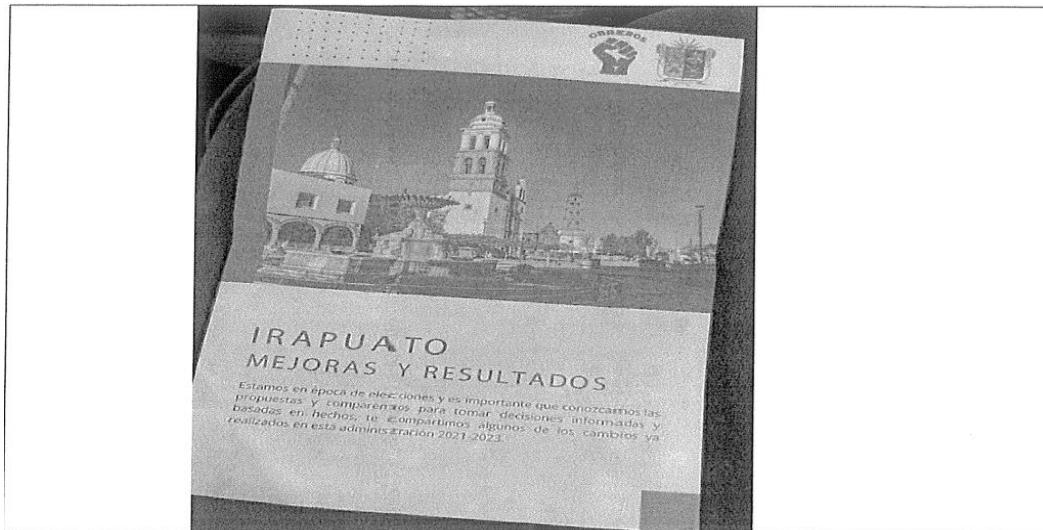 OBREROS
IRAPUATO
MEJORAS Y RESULTADOS
Estamos en época de elecciones y es importante que conozcamos las
propuestas y comparemos para tomar decisiones informadas y
basadas en hechos, te compartimos algunos de los cambios ya
realizados en esta administración 2021-2023.